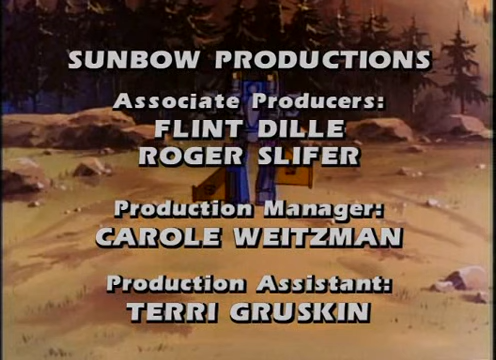 SUNBOW PRODUCTIONS
Associate Producers:
FLINT DILLE
ROGER SLIFER
Production Manager:
CAROLE WEITZMAN
Production Assistant:
TERRI GRUSKIN